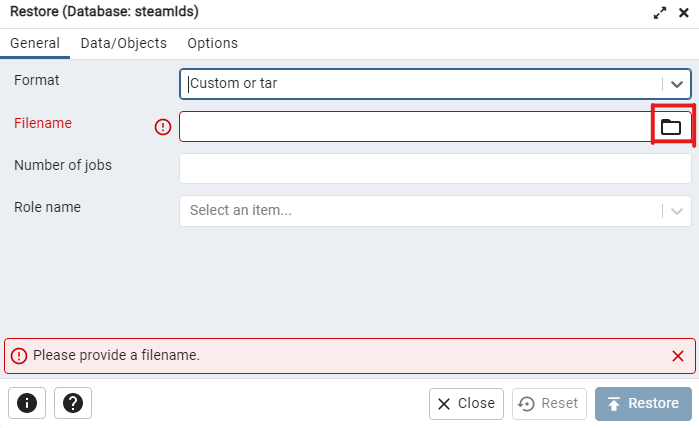 Restore (Database: steamIds)
General Data/Objects Options
Format Custom or tar
Filename
Number of jobs
Role name Select an item...
Please provide a filename.
Close Reset Restore